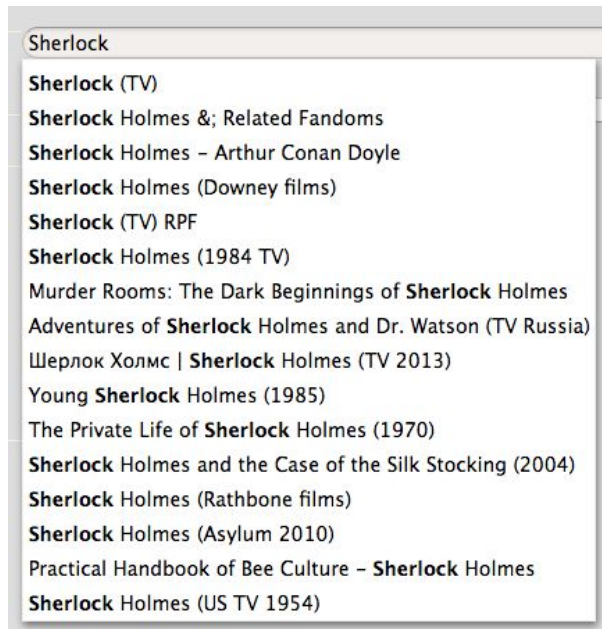 Sherlock
Sherlock (TV)
Sherlock Holmes &; Related Fandoms
Sherlock Holmes – Arthur Conan Doyle
Sherlock Holmes (Downey films)
Sherlock (TV) RPF
Sherlock Holmes (1984 TV)
Murder Rooms: The Dark Beginnings of Sherlock Holmes
Adventures of Sherlock Holmes and Dr. Watson (TV Russia)
Шерлок Холмс | Sherlock Holmes (TV 2013)
Young Sherlock Holmes (1985)
The Private Life of Sherlock Holmes (1970)
Sherlock Holmes and the Case of the Silk Stocking (2004)
Sherlock Holmes (Rathbone films)
Sherlock Holmes (Asylum 2010)
Practical Handbook of Bee Culture – Sherlock Holmes
Sherlock Holmes (US TV 1954)